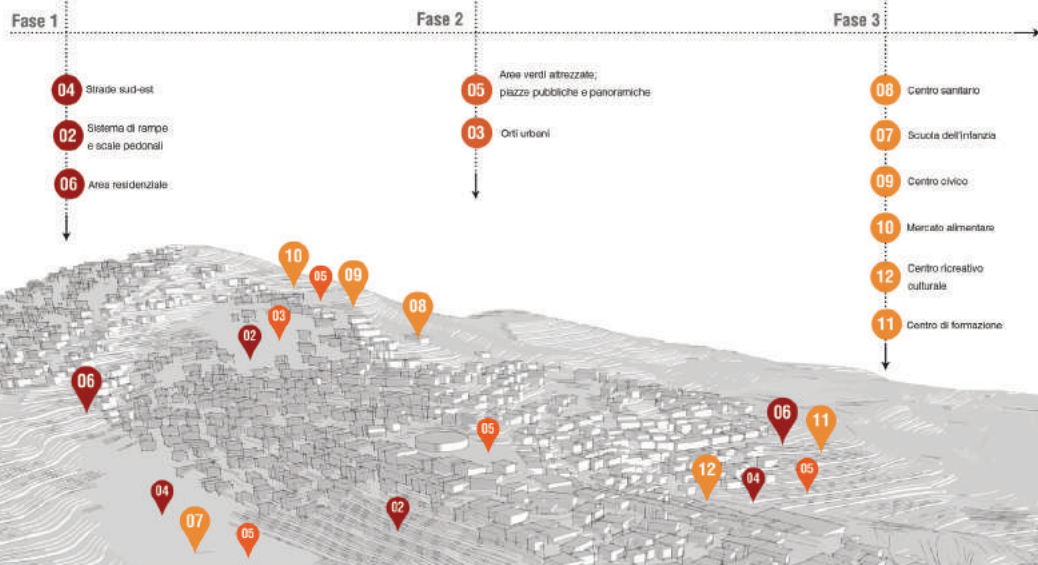 Fase 1
Fase 2
Fase 3
04 Strade sud-est
02 Sistema di rampe
e scale pedonali
06 Area residenziale
05 Aree verdi attrezzate;
piazze pubbliche e panoramiche
03 Orti urbani
08 Centro sanitario
07 Scuola dell'infanzia
09 Centro civico
10 Mercato alimentare
12 Centro ricreativo
culturale
11 Centro di formazione
10
05
09
03
08
02
06
06
11
05
12
04
05
04
02
07
05